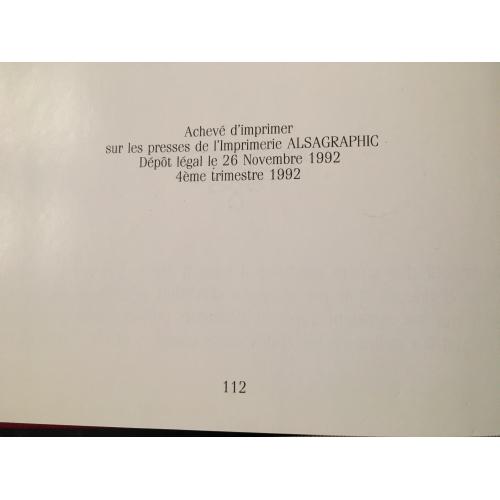 Achevé d'imprimer
sur les presses de l'Imprimerie ALSAGRAPHIC
Dépôt légal le 26 Novembre 1992
4ème trimestre 1992
112